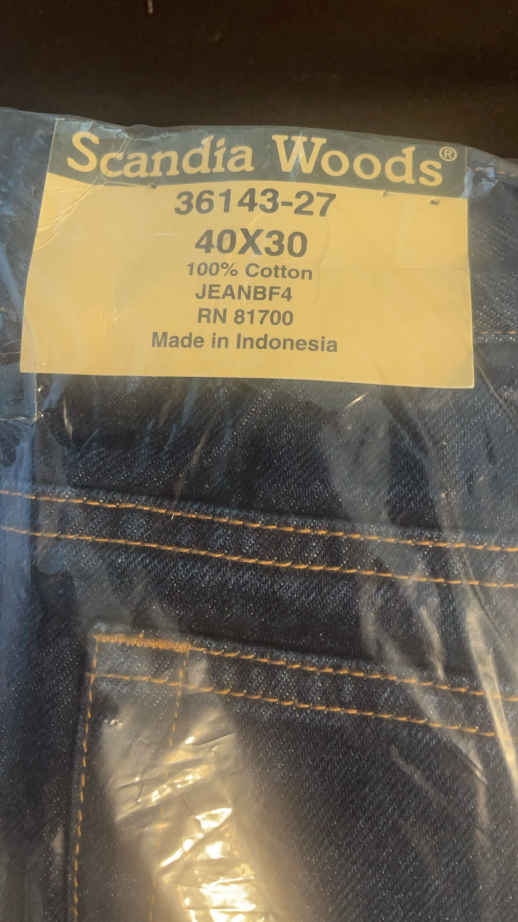 Scandia Woods®
36143-27
40X30
100% Cotton
JEANBF4
RN 81700
Made in Indonesia